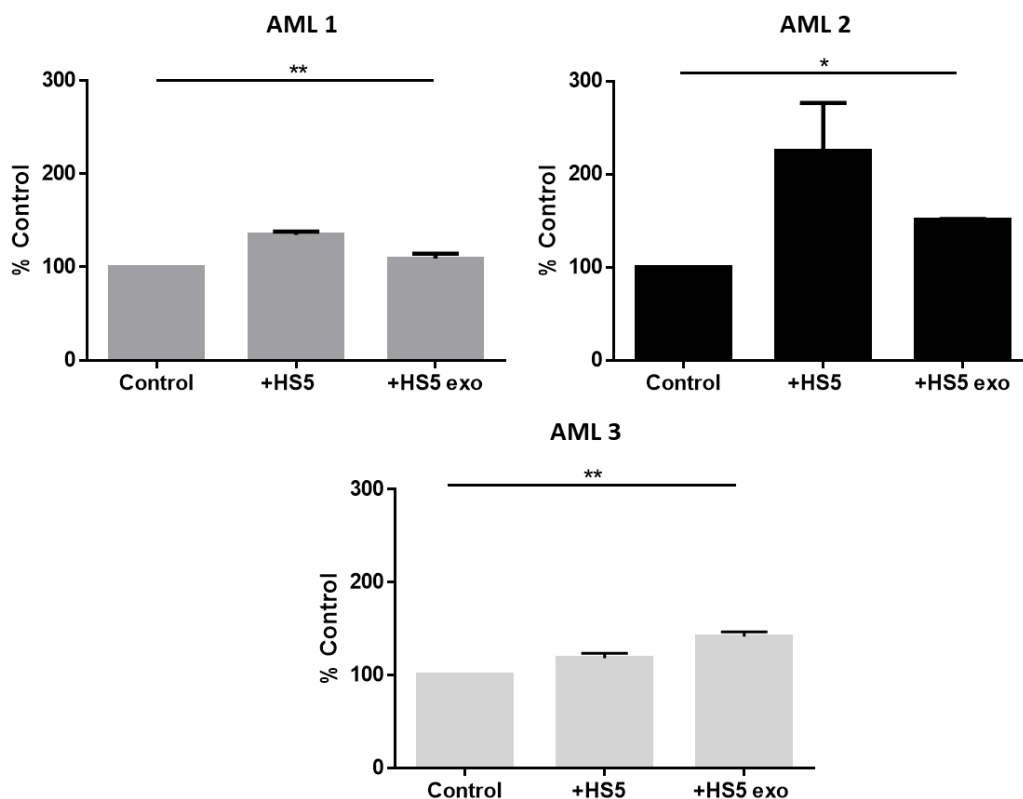 AML 1
**
300
200
100
0
% Control
Control +HS5 +HS5 exo
AML 2
*
300
200
100
0
% Control
Control +HS5 +HS5 exo
AML 3
**
300
200
100
0
% Control
Control +HS5 +HS5 exo